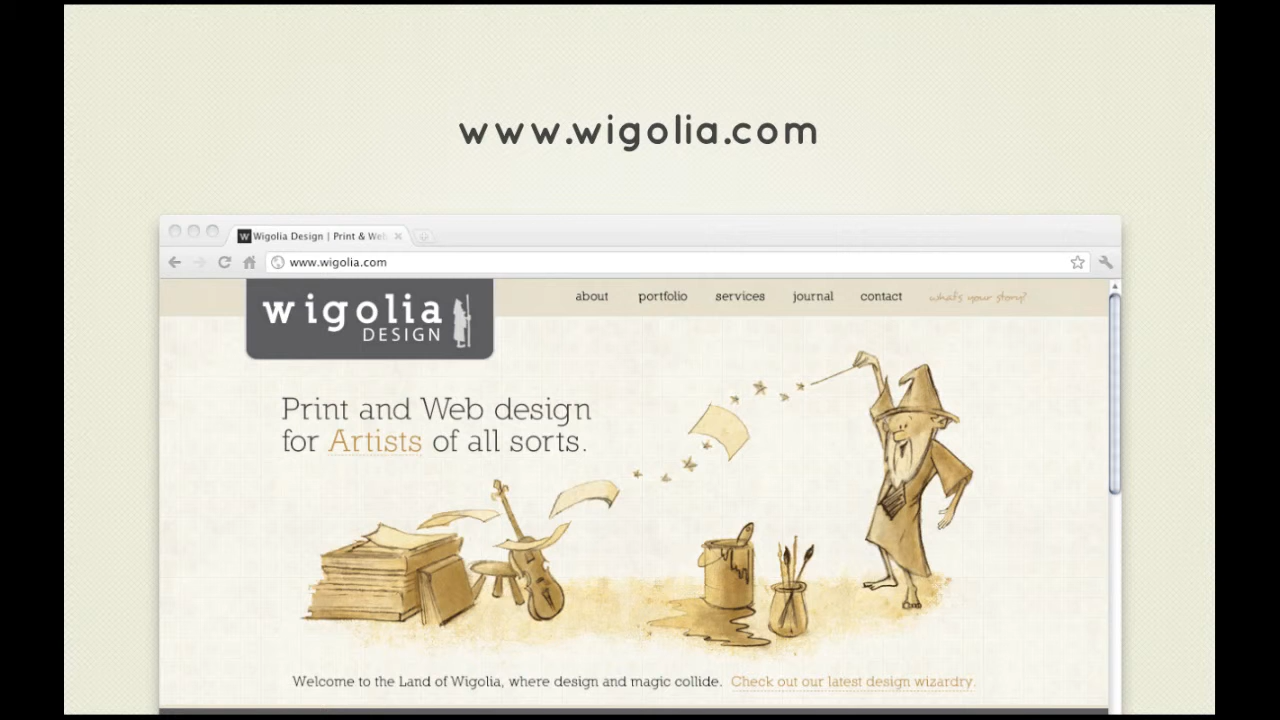 www.wigolia.com
Wigolia Design | Print & Web
www.wigolia.com
wigolia
DESIGN
about portfolio services journal contact what's your story?
Print and Web design
for Artists of all sorts.
Welcome to the Land of Wigolia, where design and magic collide. Check out our latest design wizardry.